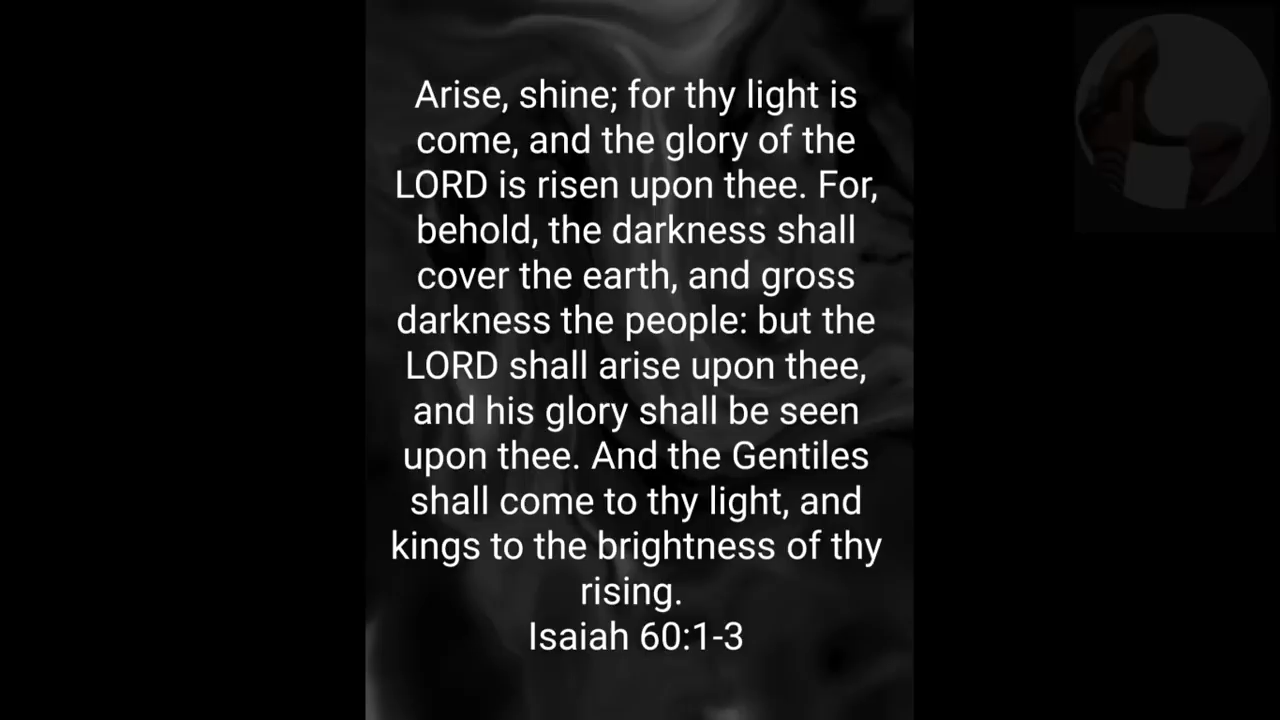 Arise, shine; for thy light is
come, and the glory of the
LORD is risen upon thee. For,
behold, the darkness shall
cover the earth, and gross
darkness the people: but the
LORD shall arise upon thee,
and his glory shall be seen
upon thee. And the Gentiles
shall come to thy light, and
kings to the brightness of thy
rising.
Isaiah 60:1-3